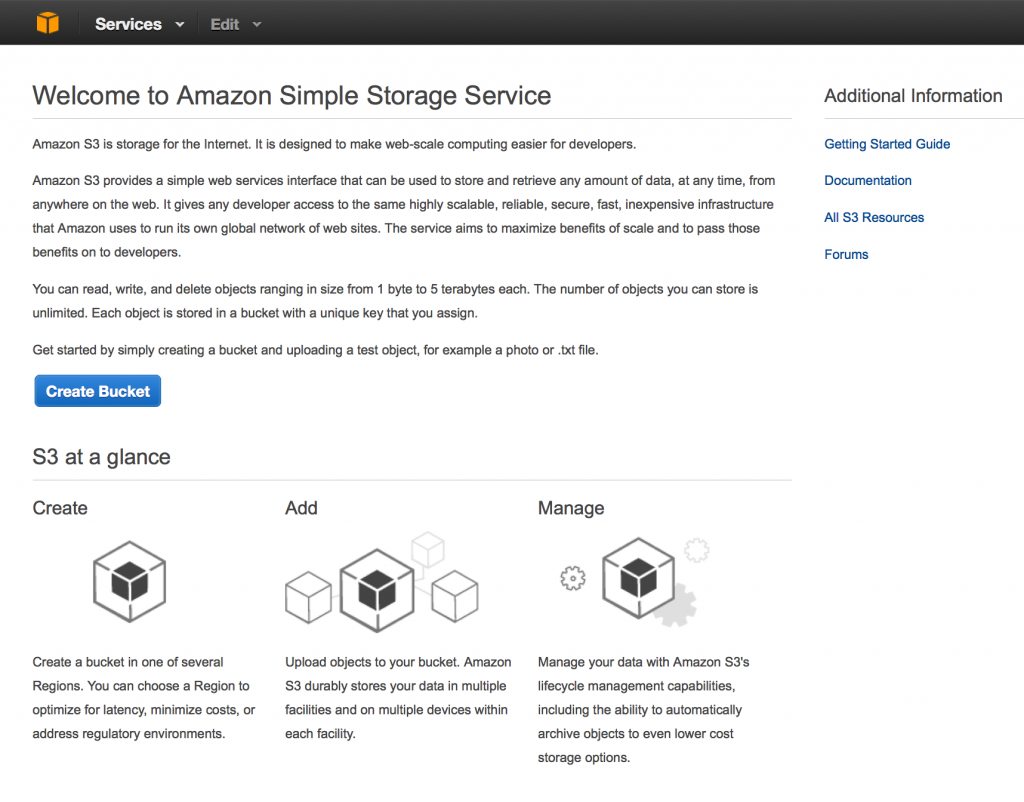 Services Edit
Welcome to Amazon Simple Storage Service
Amazon S3 is storage for the Internet. It is designed to make web-scale computing easier for developers.
Amazon S3 provides a simple web services interface that can be used to store and retrieve any amount of data, at any time, from
anywhere on the web. It gives any developer access to the same highly scalable, reliable, secure, fast, inexpensive infrastructure
that Amazon uses to run its own global network of web sites. The service aims to maximize benefits of scale and to pass those
benefits on to developers.
You can read, write, and delete objects ranging in size from 1 byte to 5 terabytes each. The number of objects you can store is
unlimited. Each object is stored in a bucket with a unique key that you assign.
Get started by simply creating a bucket and uploading a test object, for example a photo or .txt file.
Create Bucket
S3 at a glance
Create
Create a bucket in one of several
Regions. You can choose a Region to
optimize for latency, minimize costs, or
address regulatory environments.
Add
Upload objects to your bucket. Amazon
S3 durably stores your data in multiple
facilities and on multiple devices within
each facility.
Manage
Manage your data with Amazon S3's
lifecycle management capabilities,
including the ability to automatically
archive objects to even lower cost
storage options.
Additional Information
Getting Started Guide
Documentation
All S3 Resources
Forums